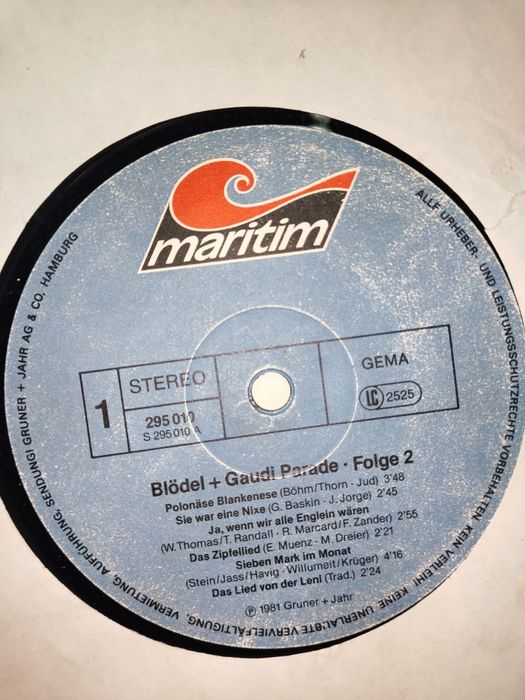 maritim
1
STEREO
295 010
S 295 010 A
GEMA
LC 2525
Blödel + Gaudi Parade · Folge 2
Polonäse Blankenese (Böhm/Thorn - Jud) 3'48
Sie war eine Nixe (G. Baskin - J. Jorge) 2'45
Ja, wenn wir alle Englein wären
(W. Thomas/T. Randall - R. Marcard/F. Zander) 2'55
Das Zipfellied (E. Muenz - M. Dreier) 2'21
Sieben Mark im Monat
(Stein/Jass/Havig - Willumeit/Krüger) 4'16
Das Lied von der Leni (Trad.) 2'24
℗ 1981 Gruner + Jahr
ALLE URHEBER- UND LEISTUNGSSCHUTZRECHTE VORBEHALTEN. KEIN VERLEIH! KEINE UNERLAUBTE VERVIELFÄLTIGUNG, VERMIETUNG, AUFFÜHRUNG, SENDUNG! GRUNER + JAHR AG & CO, HAMBURG